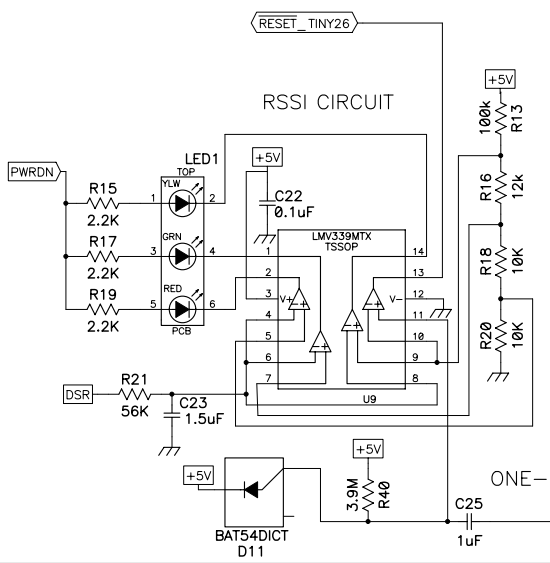 RESET_TINY26
+5V
RSSI CIRCUIT
100k
R13
LED1
TOP
+5V
PWRDN
YLW
R15
1
2
2.2K
C22
0.1uF
R16
12k
LMV339MTX
TSSOP
GRN
R17
3
4
1
14
2.2K
2
13
R18
10K
RED
3
V+
V-
12
R19
5
6
4
11
2.2K
PCB
5
10
R20
10K
6
9
7
8
R21
DSR
56K
C23
1.5uF
U9
+5V
+5V
3.9M
R40
ONE-
C25
1uF
BAT54DICT
D11